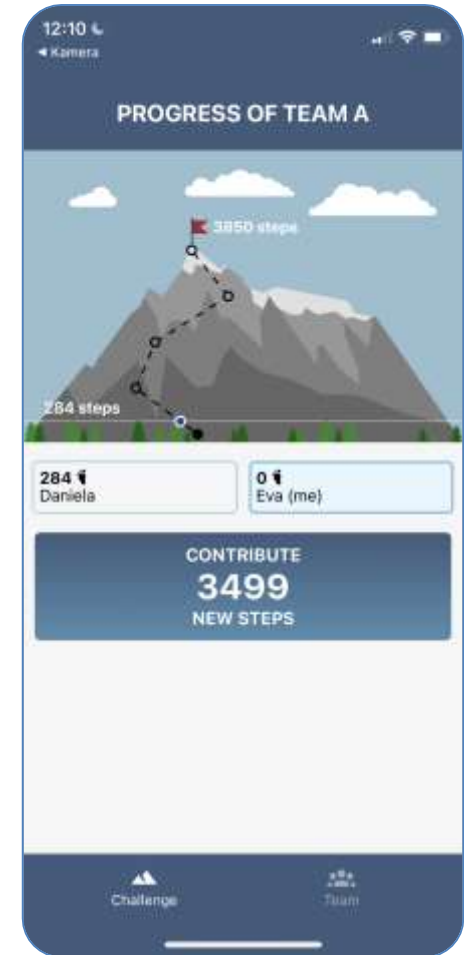 12:10
◀ Kamera
PROGRESS OF TEAM A
3850 steps
284 steps
284
Daniela
0
Eva (me)
CONTRIBUTE
3499
NEW STEPS
Challenge
Team